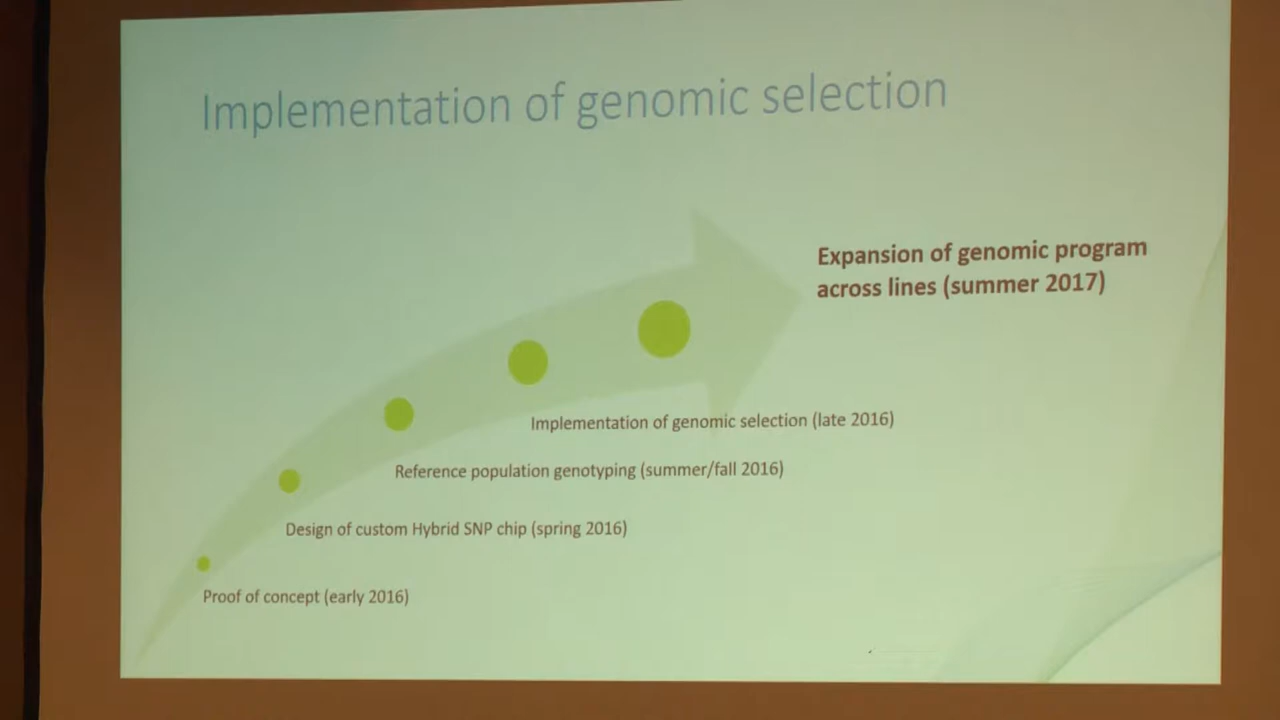 Implementation of genomic selection
Expansion of genomic program
across lines (summer 2017)
Implementation of genomic selection (late 2016)
Reference population genotyping (summer/fall 2016)
Design of custom Hybrid SNP chip (spring 2016)
Proof of concept (early 2016)